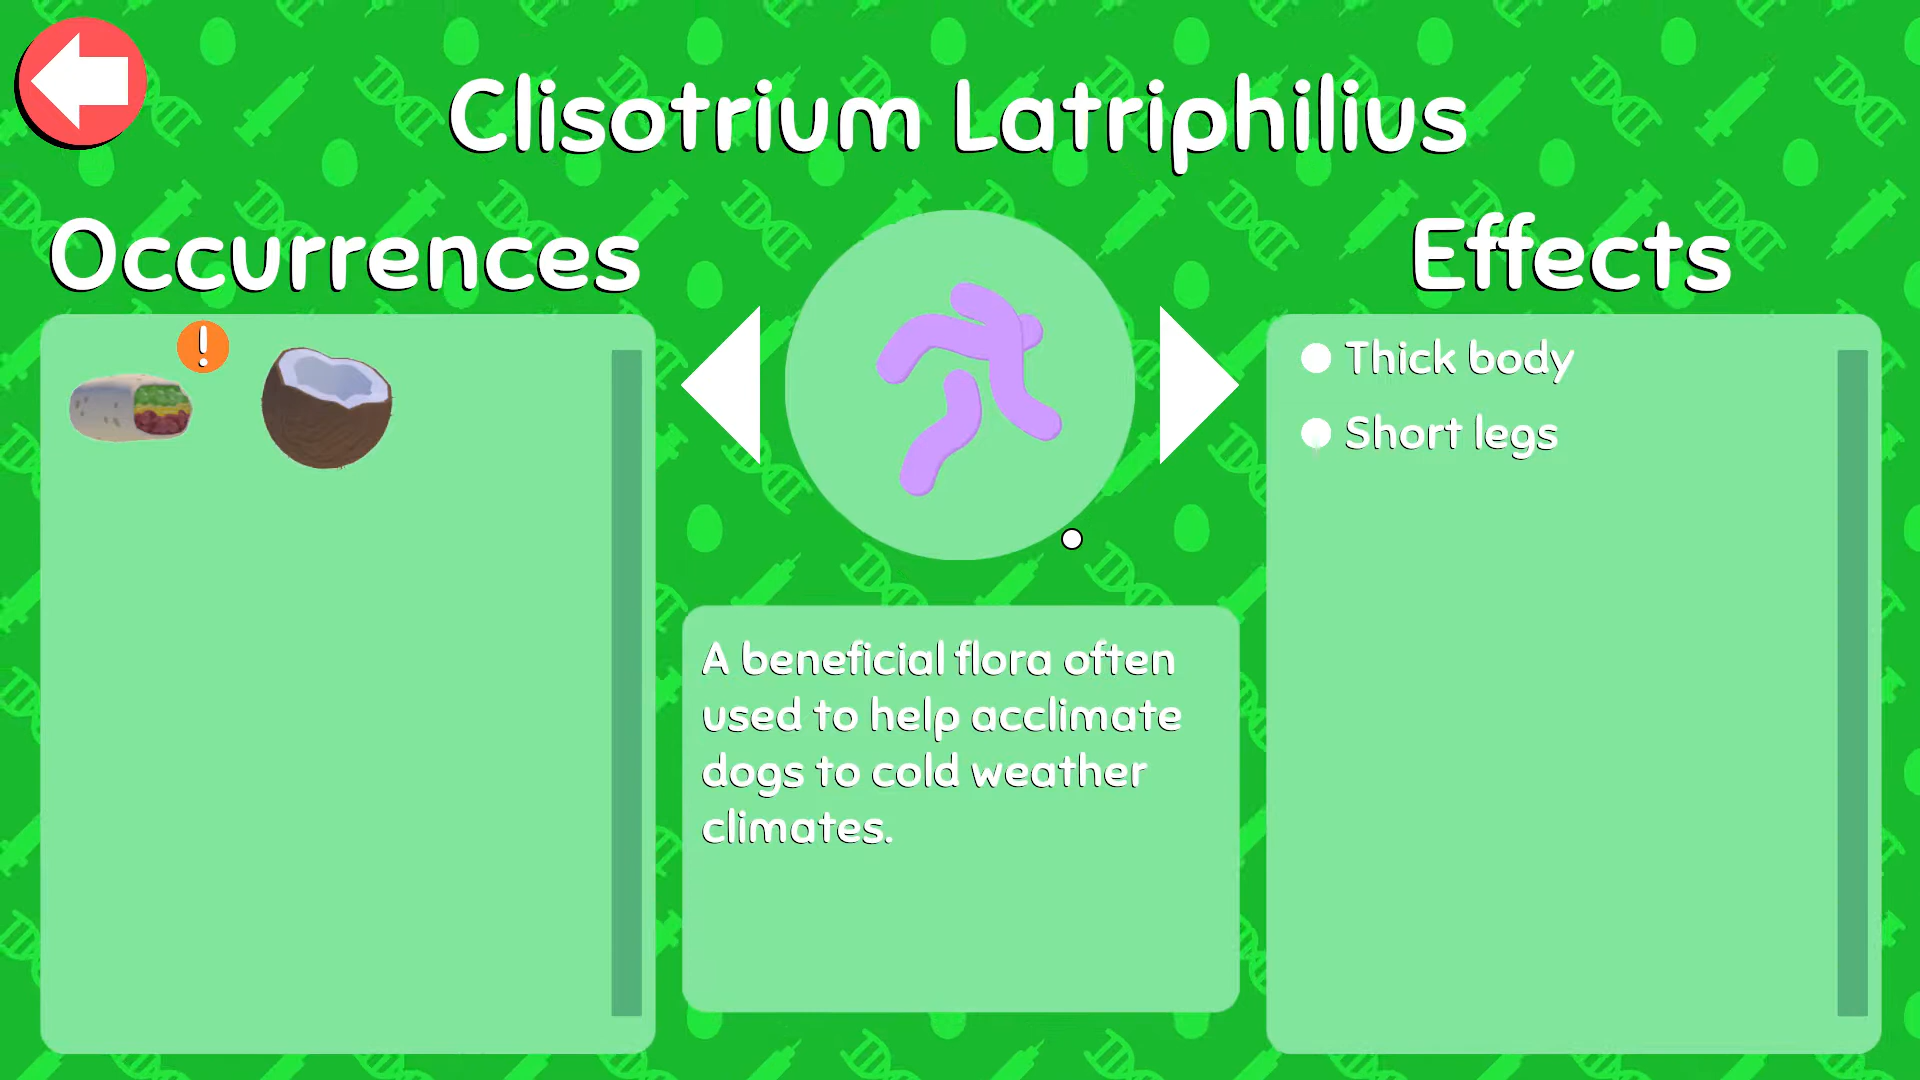 Clisotrium Latriphilius
Occurrences
!
A beneficial flora often
used to help acclimate
dogs to cold weather
climates.
Effects
Thick body
Short legs